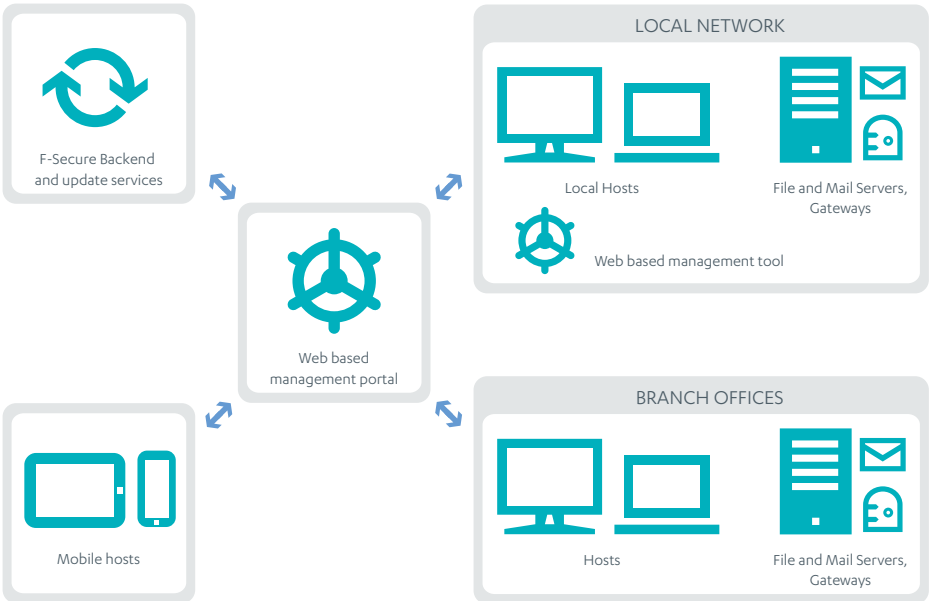 F-Secure Backend
and update services
LOCAL NETWORK
Local Hosts
File and Mail Servers,
Gateways
Web based management tool
Web based
management portal
Mobile hosts
BRANCH OFFICES
Hosts
File and Mail Servers,
Gateways